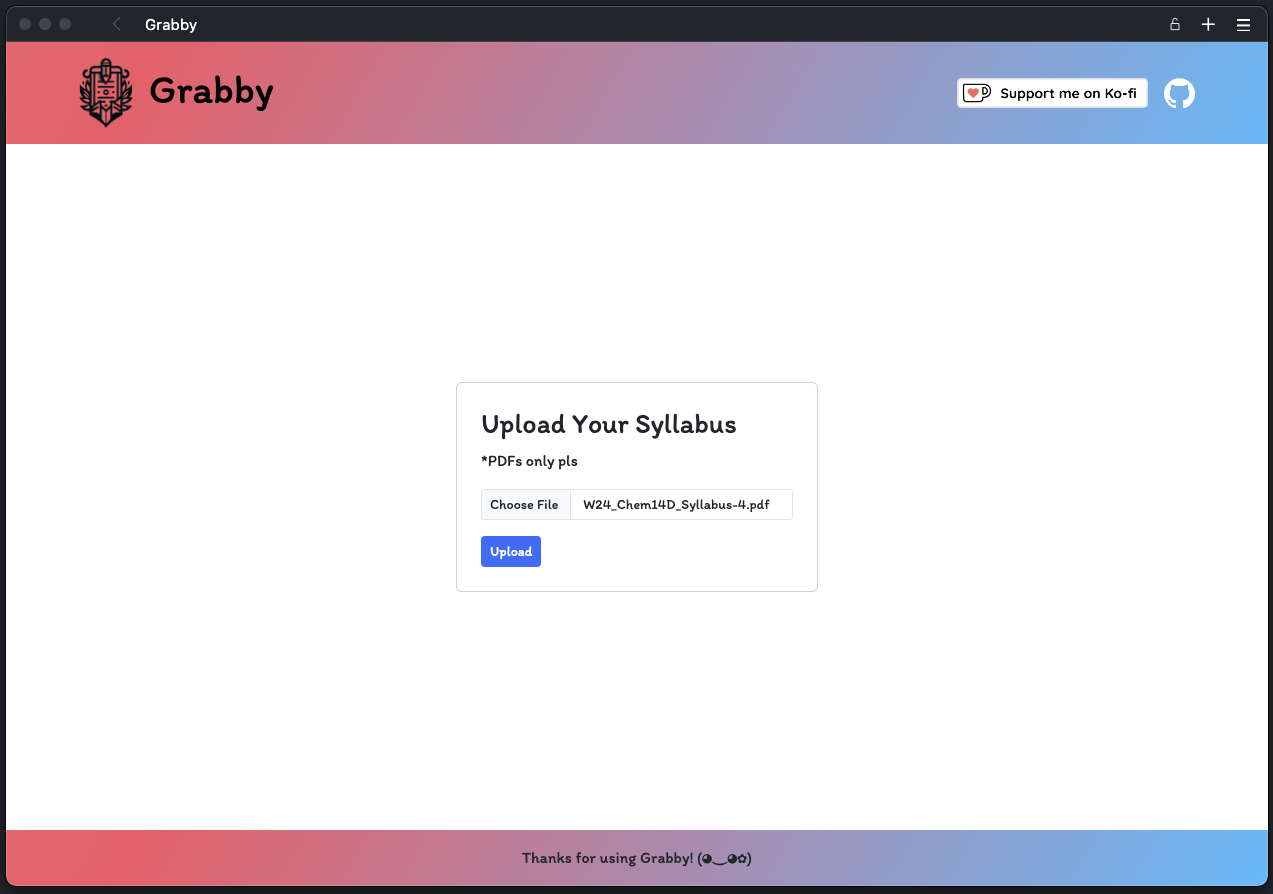 Grabby
Grabby
Support me on Ko-fi
Upload Your Syllabus
*PDFs only pls
Choose File W24_Chem14D_Syllabus-4.pdf
Upload
Thanks for using Grabby! (◕‿◕✿)